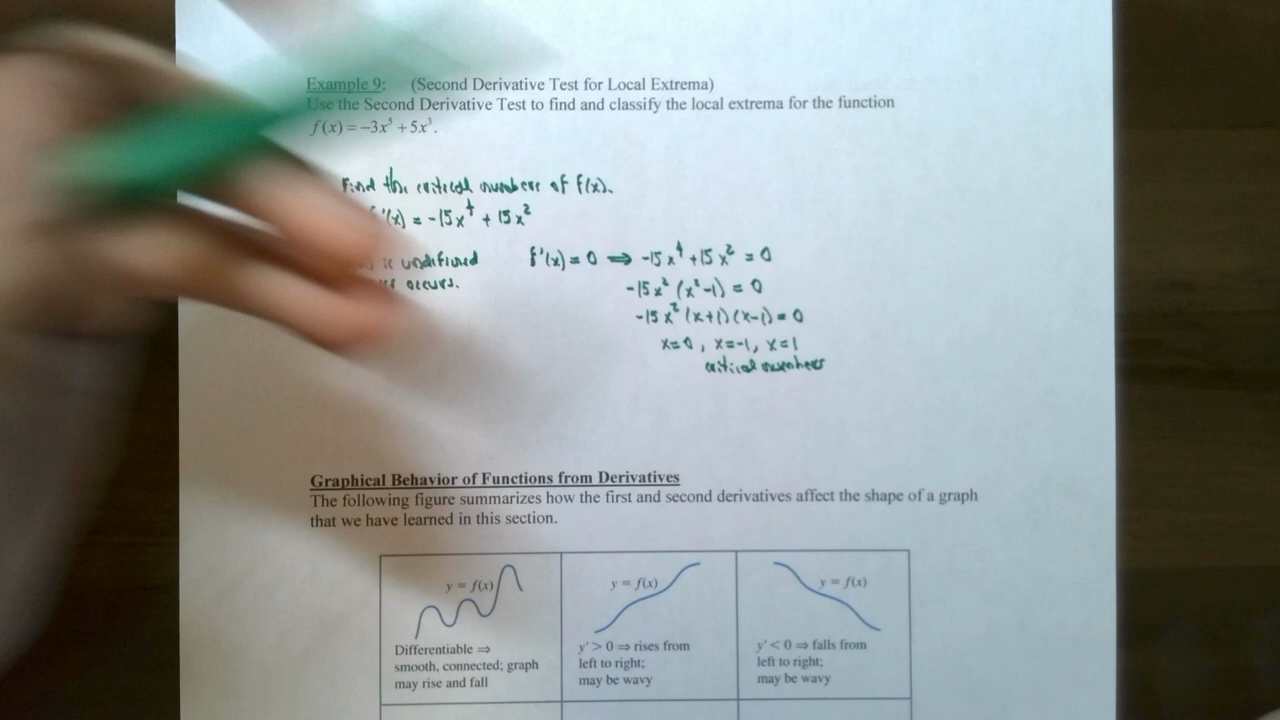 Example 9: (Second Derivative Test for Local Extrema)
Use the Second Derivative Test to find and classify the local extrema for the function
f(x) = −3x⁵ + 5x³.
Find the critical numbers of f(x).
'(x) = -15x⁴ + 15x²
is undefined
occurs.
f'(x) = 0 ⇒ -15x⁴ + 15x² = 0
-15x² (x²-1) = 0
-15x² (x+1)(x-1) = 0
x=0, x=-1, x=1
critical numbers
Graphical Behavior of Functions from Derivatives
The following figure summarizes how the first and second derivatives affect the shape of a graph
that we have learned in this section.
y = f(x)
Differentiable ⇒
smooth, connected; graph
may rise and fall
y = f(x)
y' > 0 ⇒ rises from
left to right;
may be wavy
y = f(x)
y' < 0 ⇒ falls from
left to right;
may be wavy